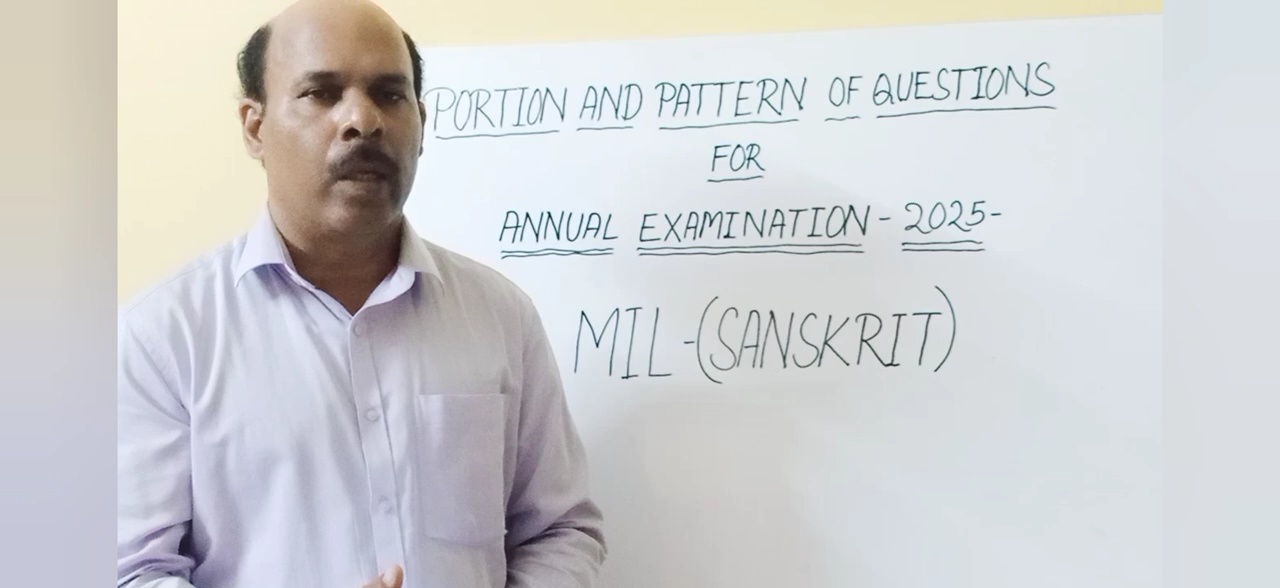 PORTION AND PATTERN OF QUESTIONS
FOR
ANNUAL EXAMINATION - 2025-
MIL-(SANSKRIT)